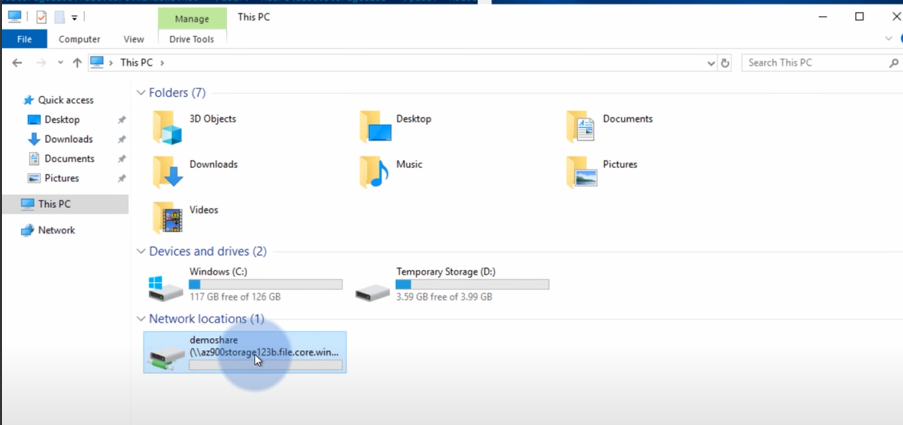 Manage
This PC
File
Computer
View
Drive Tools
This PC
Search This PC
Quick access
Desktop
Downloads
Documents
Pictures
This PC
Network
Folders (7)
3D Objects
Desktop
Documents
Downloads
Music
Pictures
Videos
Devices and drives (2)
Windows (C:)
117 GB free of 126 GB
Temporary Storage (D:)
3.59 GB free of 3.99 GB
Network locations (1)
demoshare
(\\az900storage123b.file.core.win...